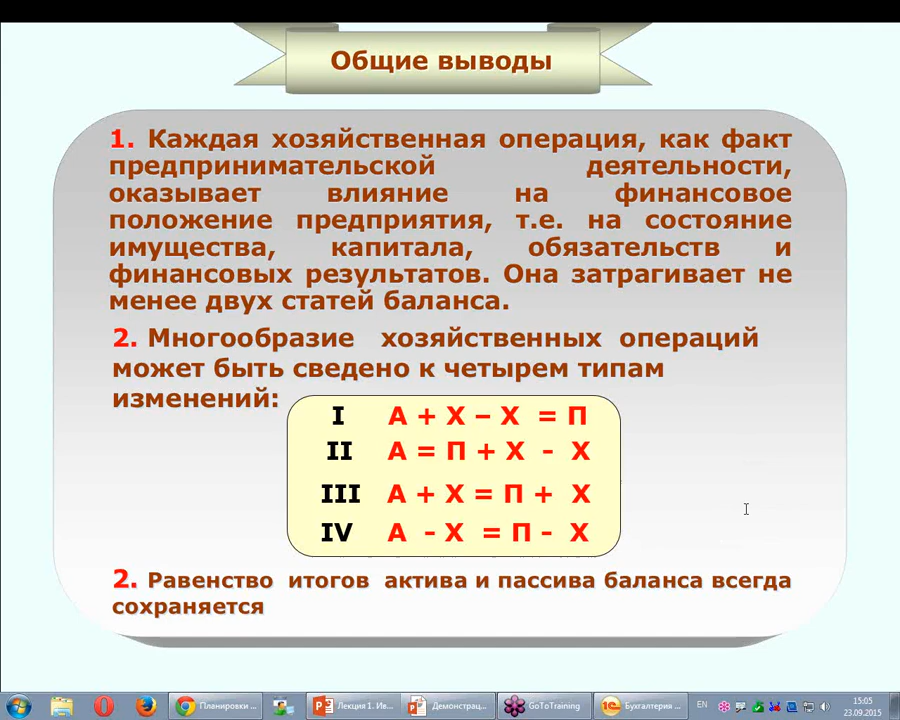 Общие выводы
1. Каждая хозяйственная операция, как факт
предпринимательской деятельности,
оказывает влияние на финансовое
положение предприятия, т.е. на состояние
имущества, капитала, обязательств и
финансовых результатов. Она затрагивает не
менее двух статей баланса.
2. Многообразие хозяйственных операций
может быть сведено к четырем типам
изменений:
I А + Х – Х = П
II А = П + Х - Х
III А + Х = П + Х
IV А - Х = П - Х
2. Равенство итогов актива и пассива баланса всегда
сохраняется
Планировки ... Лекция 1. Ив... Демонстрац... GoToTraining Бухгалтерия ... EN 15:05
23.09.2015